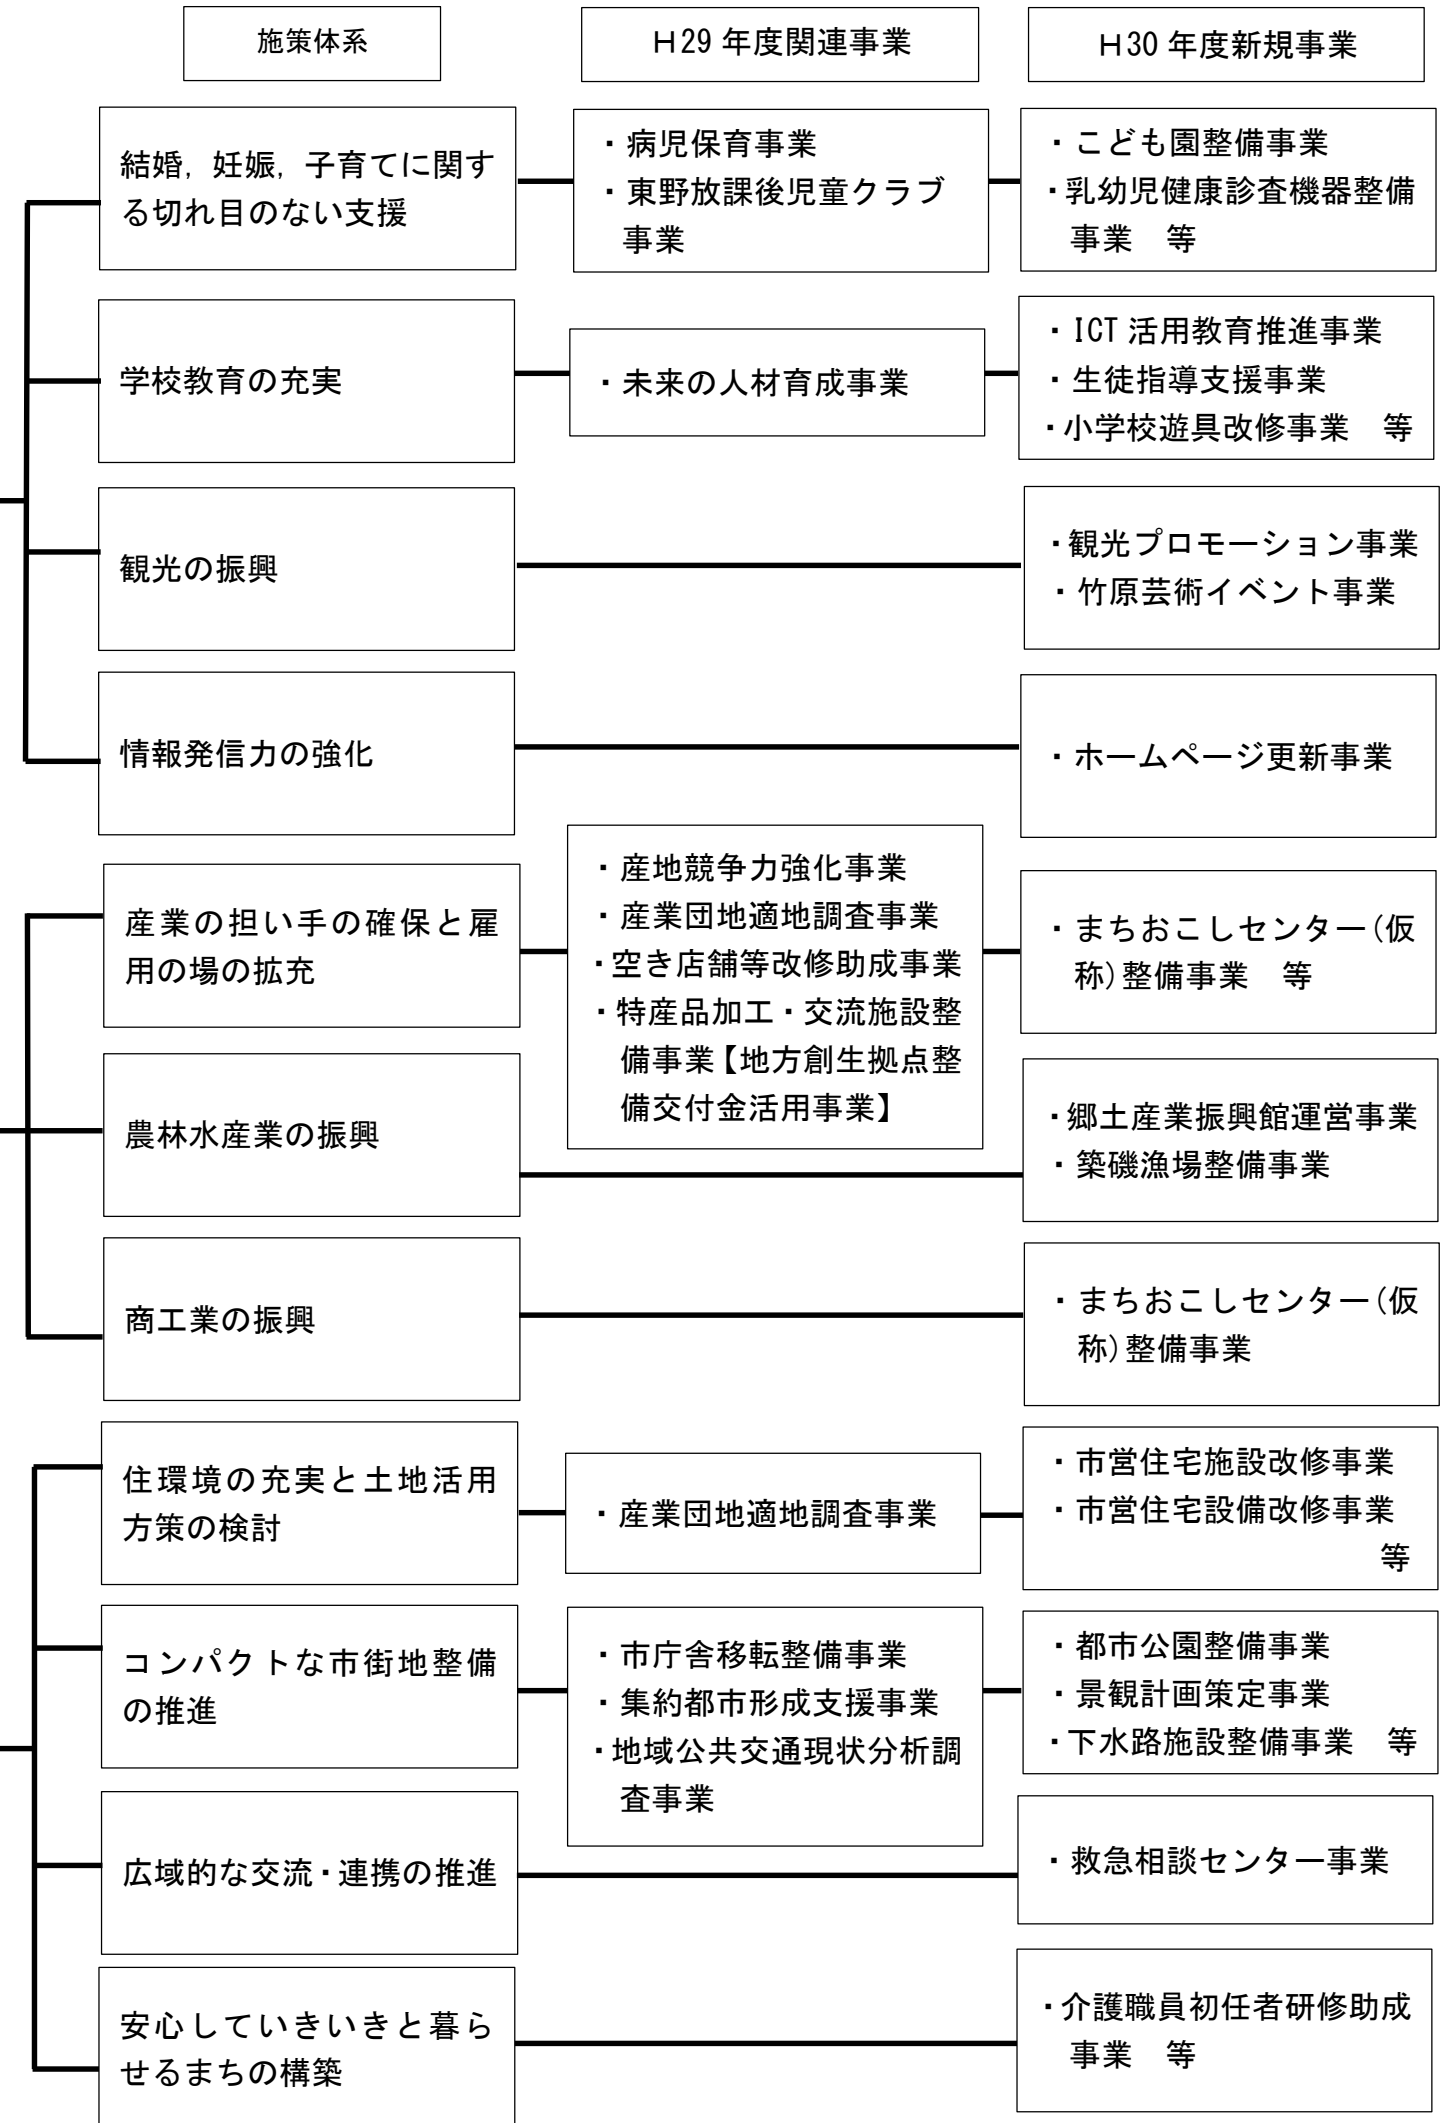 施策体系
H29 年度関連事業
H30 年度新規事業
結婚，妊娠，子育てに関す
る切れ目のない支援
・病児保育事業
・東野放課後児童クラブ
事業
・こども園整備事業
・乳幼児健康診査機器整備
事業　等
学校教育の充実
・未来の人材育成事業
・ICT 活用教育推進事業
・生徒指導支援事業
・小学校遊具改修事業　等
観光の振興
・観光プロモーション事業
・竹原芸術イベント事業
情報発信力の強化
・ホームページ更新事業
産業の担い手の確保と雇
用の場の拡充
・産地競争力強化事業
・産業団地適地調査事業
・空き店舗等改修助成事業
・特産品加工・交流施設整
備事業【地方創生拠点整
備交付金活用事業】
・まちおこしセンター(仮
称)整備事業　等
農林水産業の振興
・郷土産業振興館運営事業
・築磯漁場整備事業
商工業の振興
・まちおこしセンター(仮
称)整備事業
住環境の充実と土地活用
方策の検討
・産業団地適地調査事業
・市営住宅施設改修事業
・市営住宅設備改修事業
等
コンパクトな市街地整備
の推進
・市庁舎移転整備事業
・集約都市形成支援事業
・地域公共交通現状分析調
査事業
・都市公園整備事業
・景観計画策定事業
・下水路施設整備事業　等
広域的な交流・連携の推進
・救急相談センター事業
安心していきいきと暮ら
せるまちの構築
・介護職員初任者研修助成
事業　等